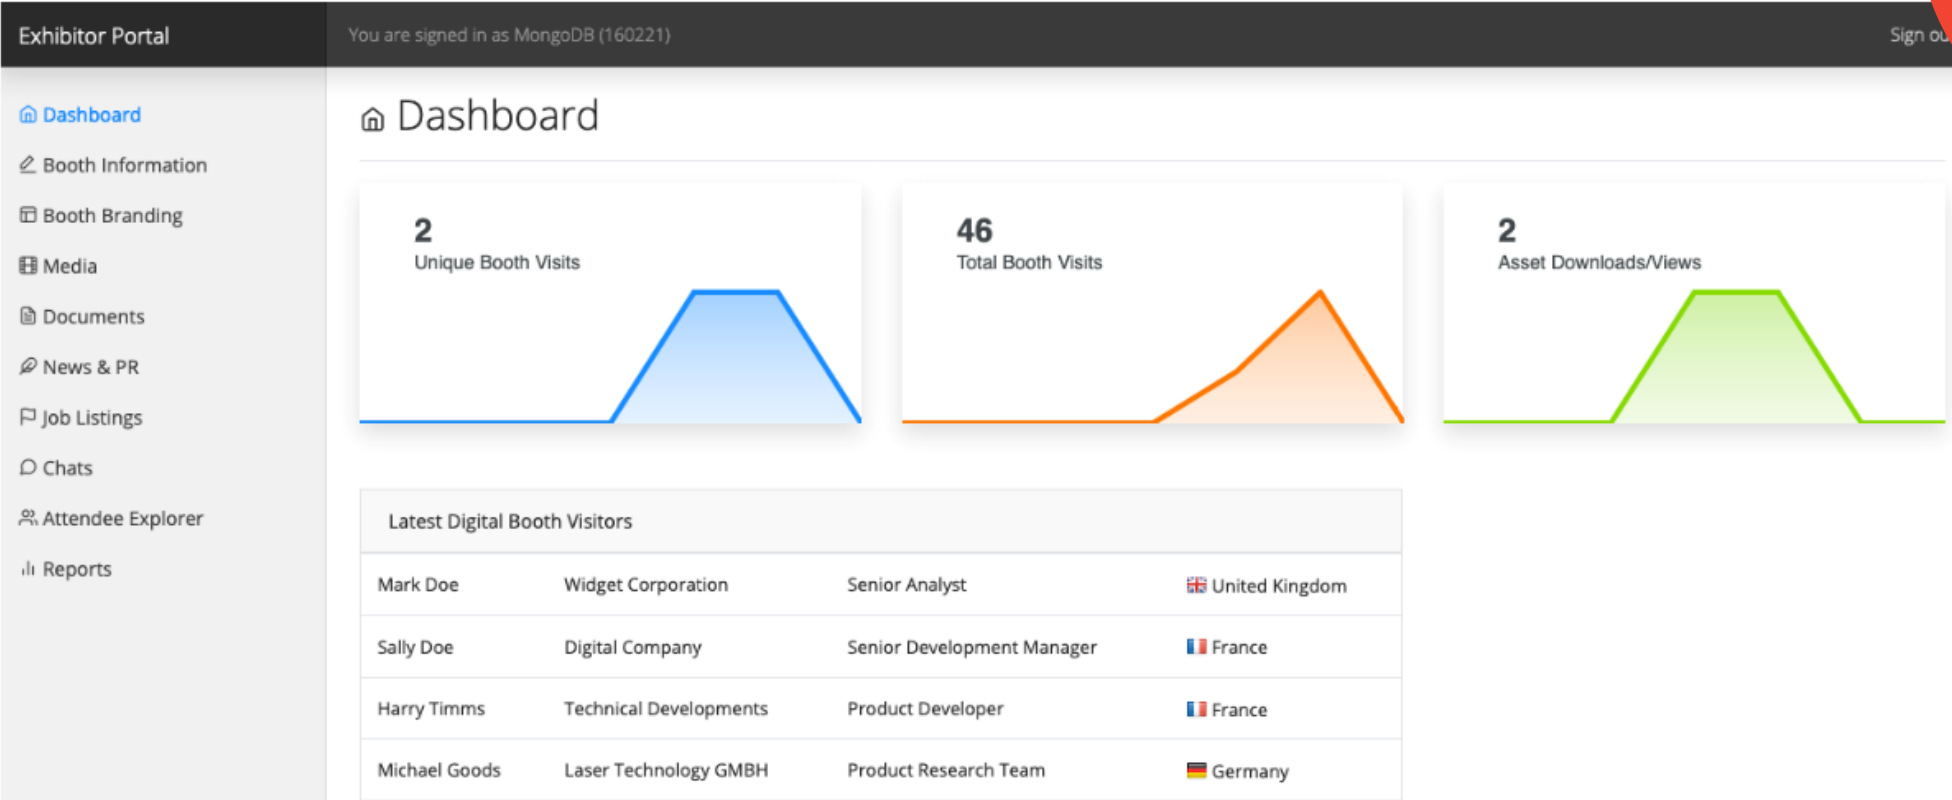 Exhibitor Portal
You are signed in as MongoDB (160221)
Sign
Dashboard
Booth Information
Booth Branding
Media
Documents
News & PR
Job Listings
Chats
Attendee Explorer
Reports
Dashboard
2
Unique Booth Visits
46
Total Booth Visits
2
Asset Downloads/Views
Latest Digital Booth Visitors
Mark Doe Widget Corporation Senior Analyst United Kingdom
Sally Doe Digital Company Senior Development Manager France
Harry Timms Technical Developments Product Developer France
Michael Goods Laser Technology GMBH Product Research Team Germany